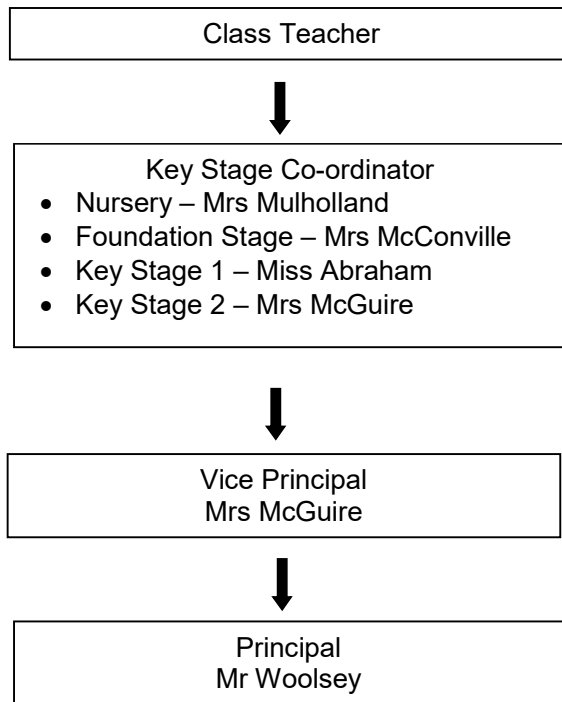 Class Teacher
Key Stage Co-ordinator
• Nursery – Mrs Mulholland
• Foundation Stage – Mrs McConville
• Key Stage 1 – Miss Abraham
• Key Stage 2 – Mrs McGuire
Vice Principal
Mrs McGuire
Principal
Mr Woolsey